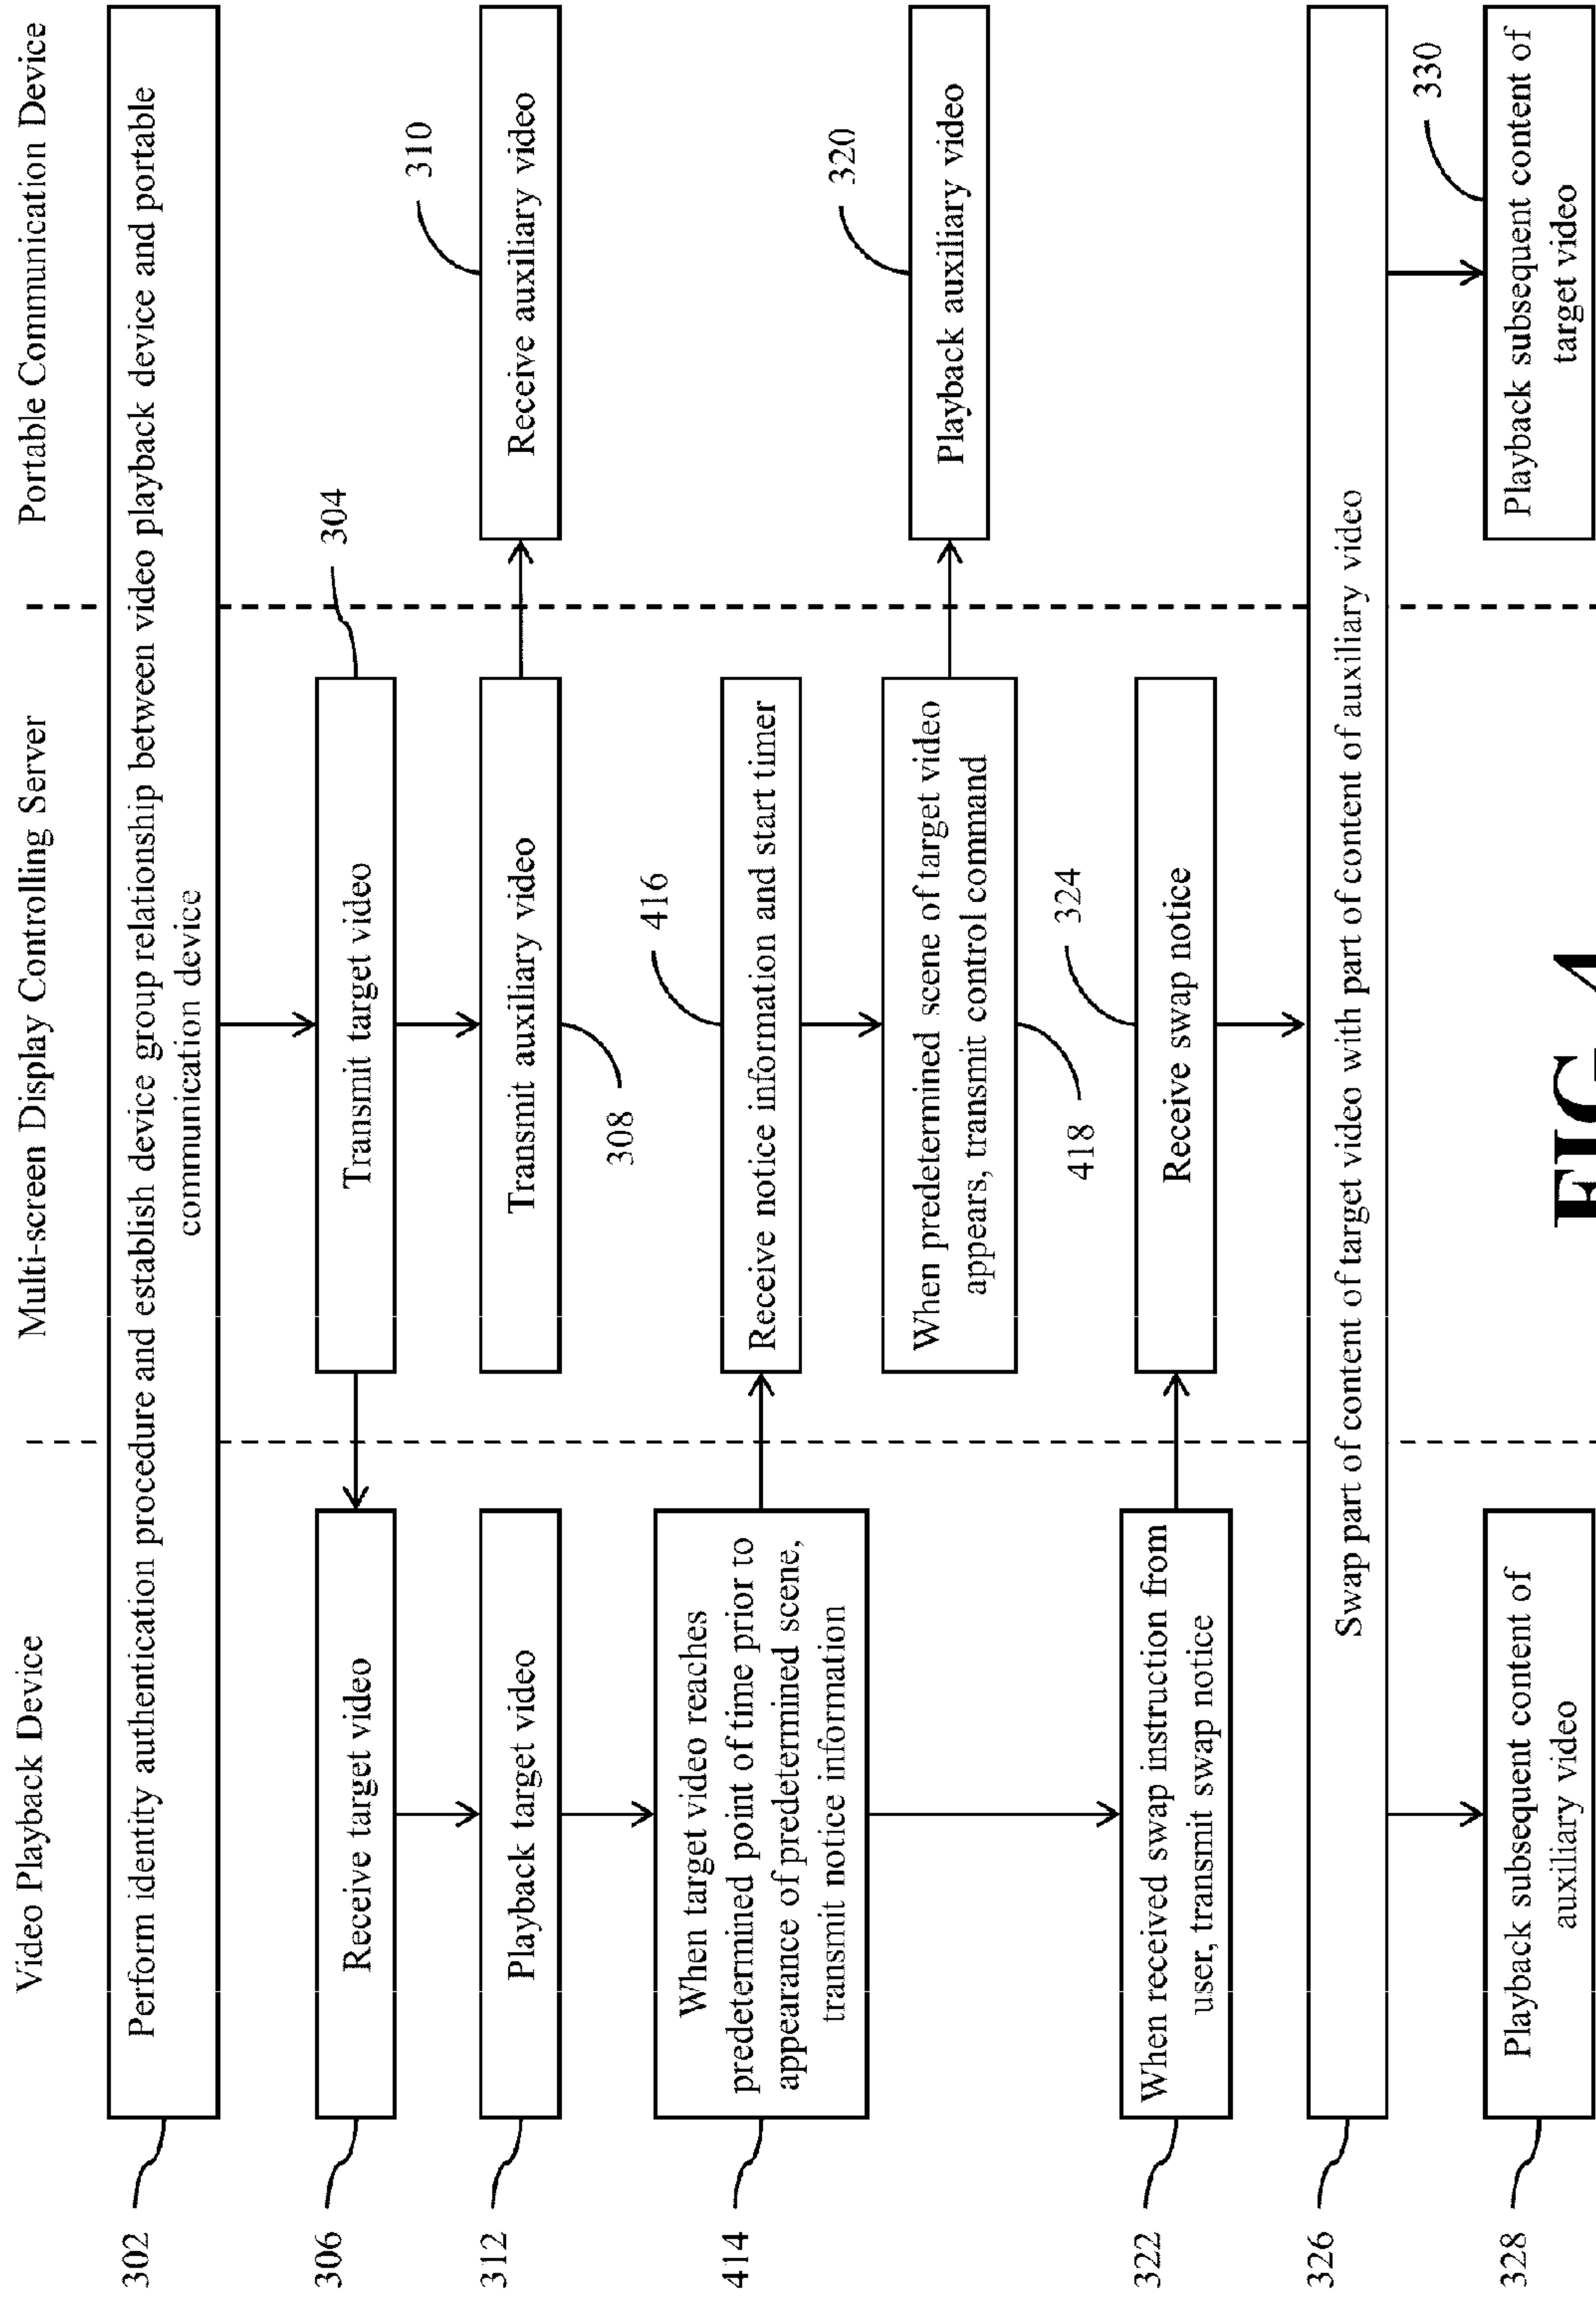 Video Playback Device
Multi-screen Display Controlling Server
Portable Communication Device
302
Perform identity authentication procedure and establish device group relationship between video playback device and portable
communication device
304
Transmit target video
306
Receive target video
312
Playback target video
Transmit auxiliary video
308
310
Receive auxiliary video
414
When target video reaches
predetermined point of time prior to
appearance of predetermined scene,
transmit notice information
416
Receive notice information and start timer
When predetermined scene of target video
appears, transmit control command
418
320
Playback auxiliary video
322
When received swap instruction from
user, transmit swap notice
324
Receive swap notice
326
Swap part of content of target video with part of content of auxiliary video
328
Playback subsequent content of
auxiliary video
330
Playback subsequent content of
target video
FIG 4